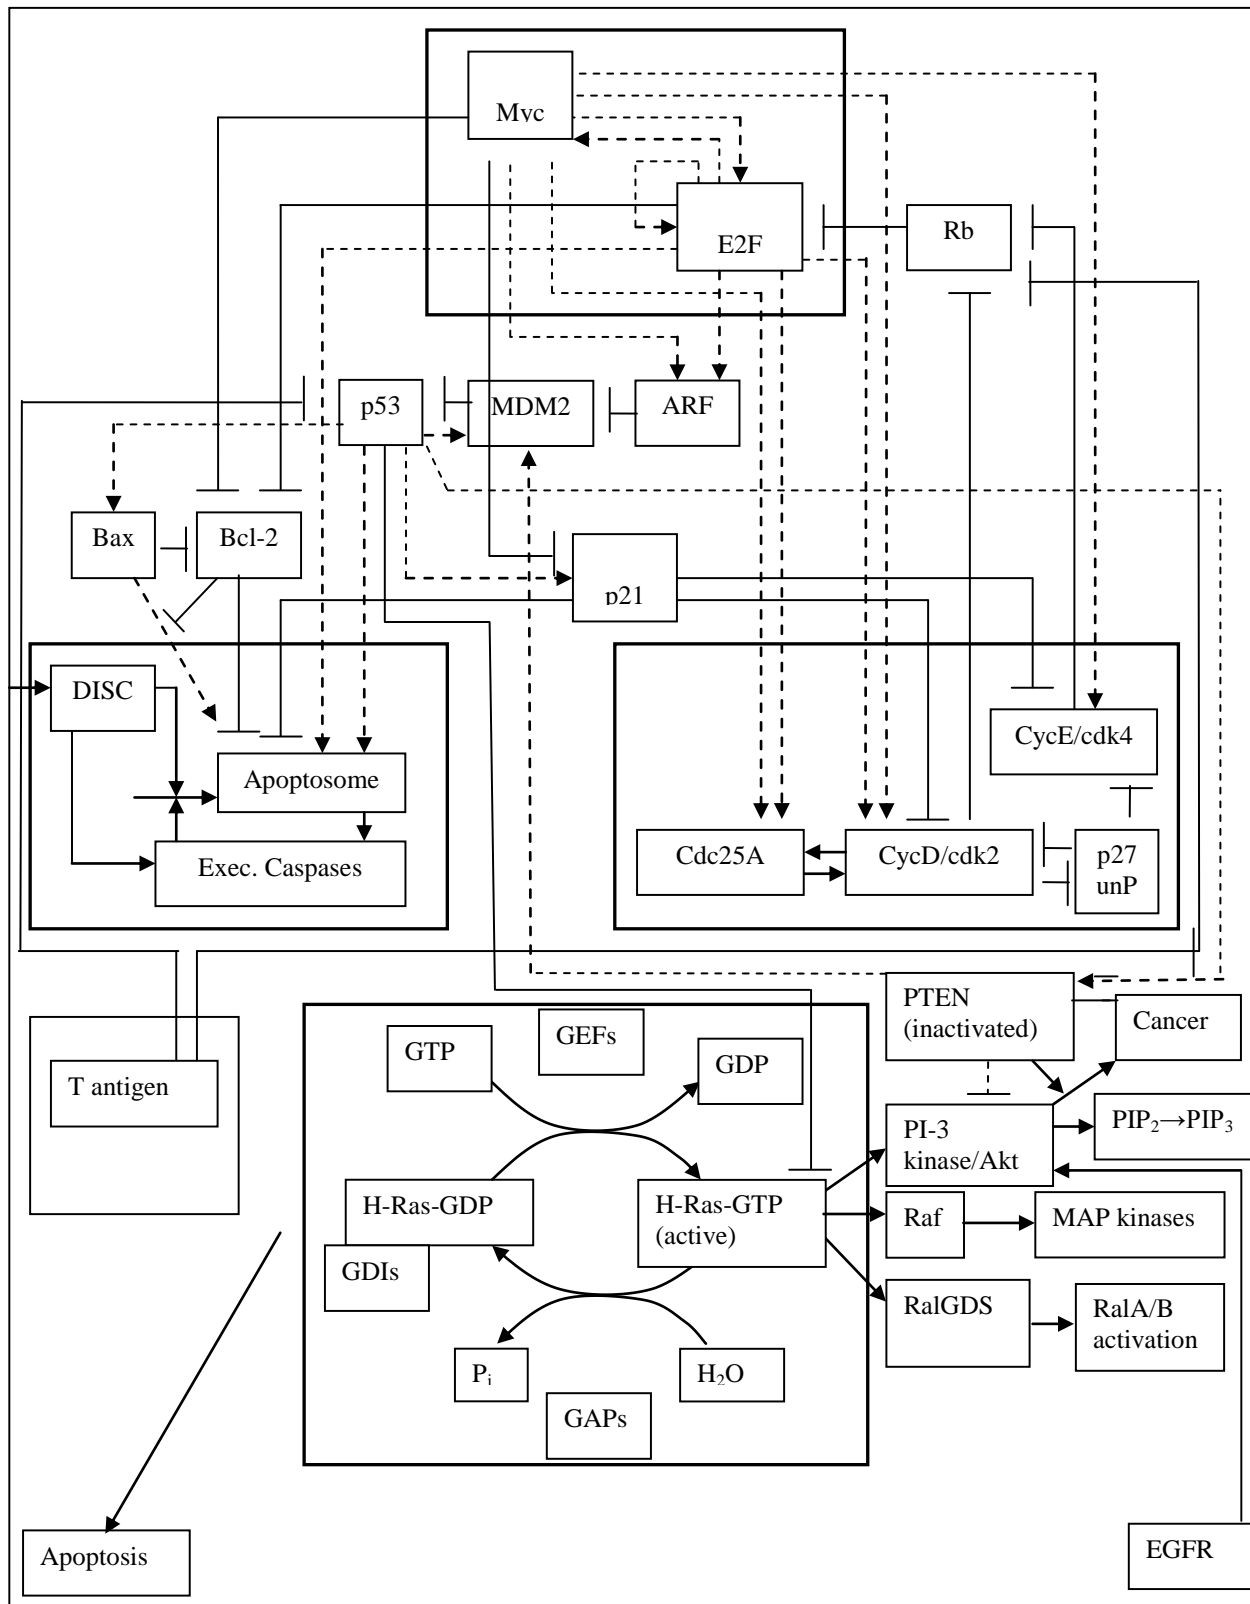 Myc
E2F
Rb
p53
MDM2
ARF
Bax
Bcl-2
p21
DISC
CycE/cdk4
Apoptosome
Exec. Caspases
Cdc25A
CycD/cdk2
p27
unP
PTEN
(inactivated)
Cancer
GTP
GEFs
GDP
T antigen
PI-3
kinase/Akt
PIP₂→PIP₃
H-Ras-GDP
H-Ras-GTP
(active)
Raf
MAP kinases
GDIs
RalGDS
RalA/B
activation
Pi
H₂O
GAPs
Apoptosis
EGFR